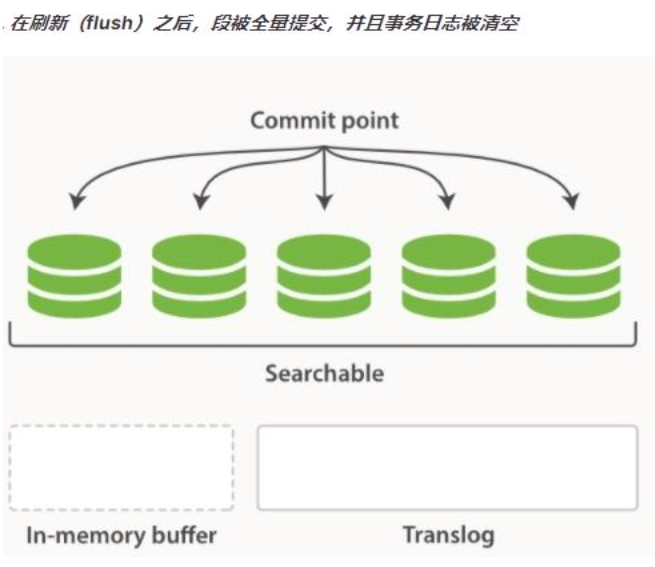 . 在刷新（flush）之后，段被全量提交，并且事务日志被清空
Commit point
Searchable
In-memory buffer
Translog